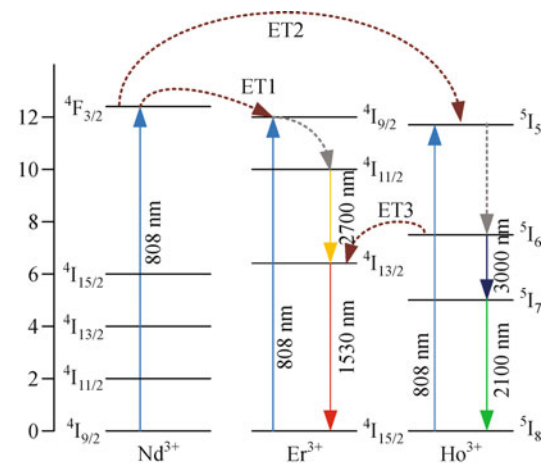 ET2
ET1
ET3
12
10
8
6
4
2
0
⁴F₃/₂
⁴I₁₅/₂
⁴I₁₃/₂
⁴I₁₁/₂
⁴I₉/₂
808 nm
Nd³⁺
⁴I₉/₂
⁴I₁₁/₂
⁴I₁₃/₂
⁴I₁₅/₂
808 nm
2700 nm
1530 nm
Er³⁺
⁵I₅
⁵I₆
⁵I₇
⁵I₈
808 nm
3000 nm
2100 nm
Ho³⁺